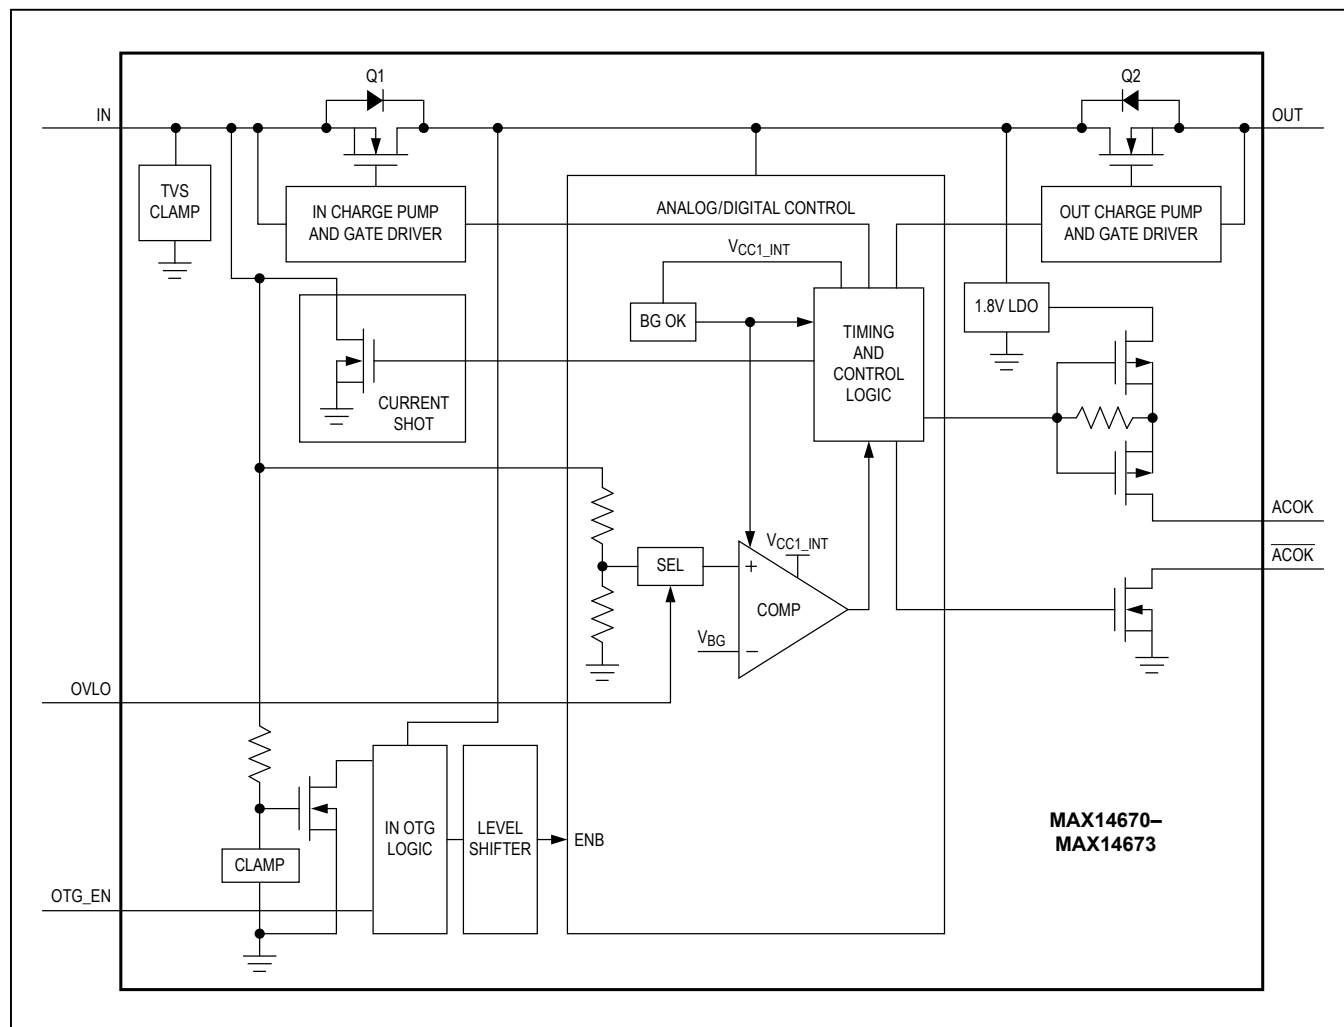 Q1
Q2
IN
OUT
TVS
CLAMP
IN CHARGE PUMP
AND GATE DRIVER
ANALOG/DIGITAL CONTROL
OUT CHARGE PUMP
AND GATE DRIVER
VCC1_INT
BG OK
TIMING
AND
CONTROL
LOGIC
1.8V LDO
CURRENT
SHOT
ACOK
VCC1_INT
ACOK
SEL
+
COMP
VBG
−
OVLO
IN OTG
LOGIC
LEVEL
SHIFTER
ENB
MAX14670–
MAX14673
CLAMP
OTG_EN